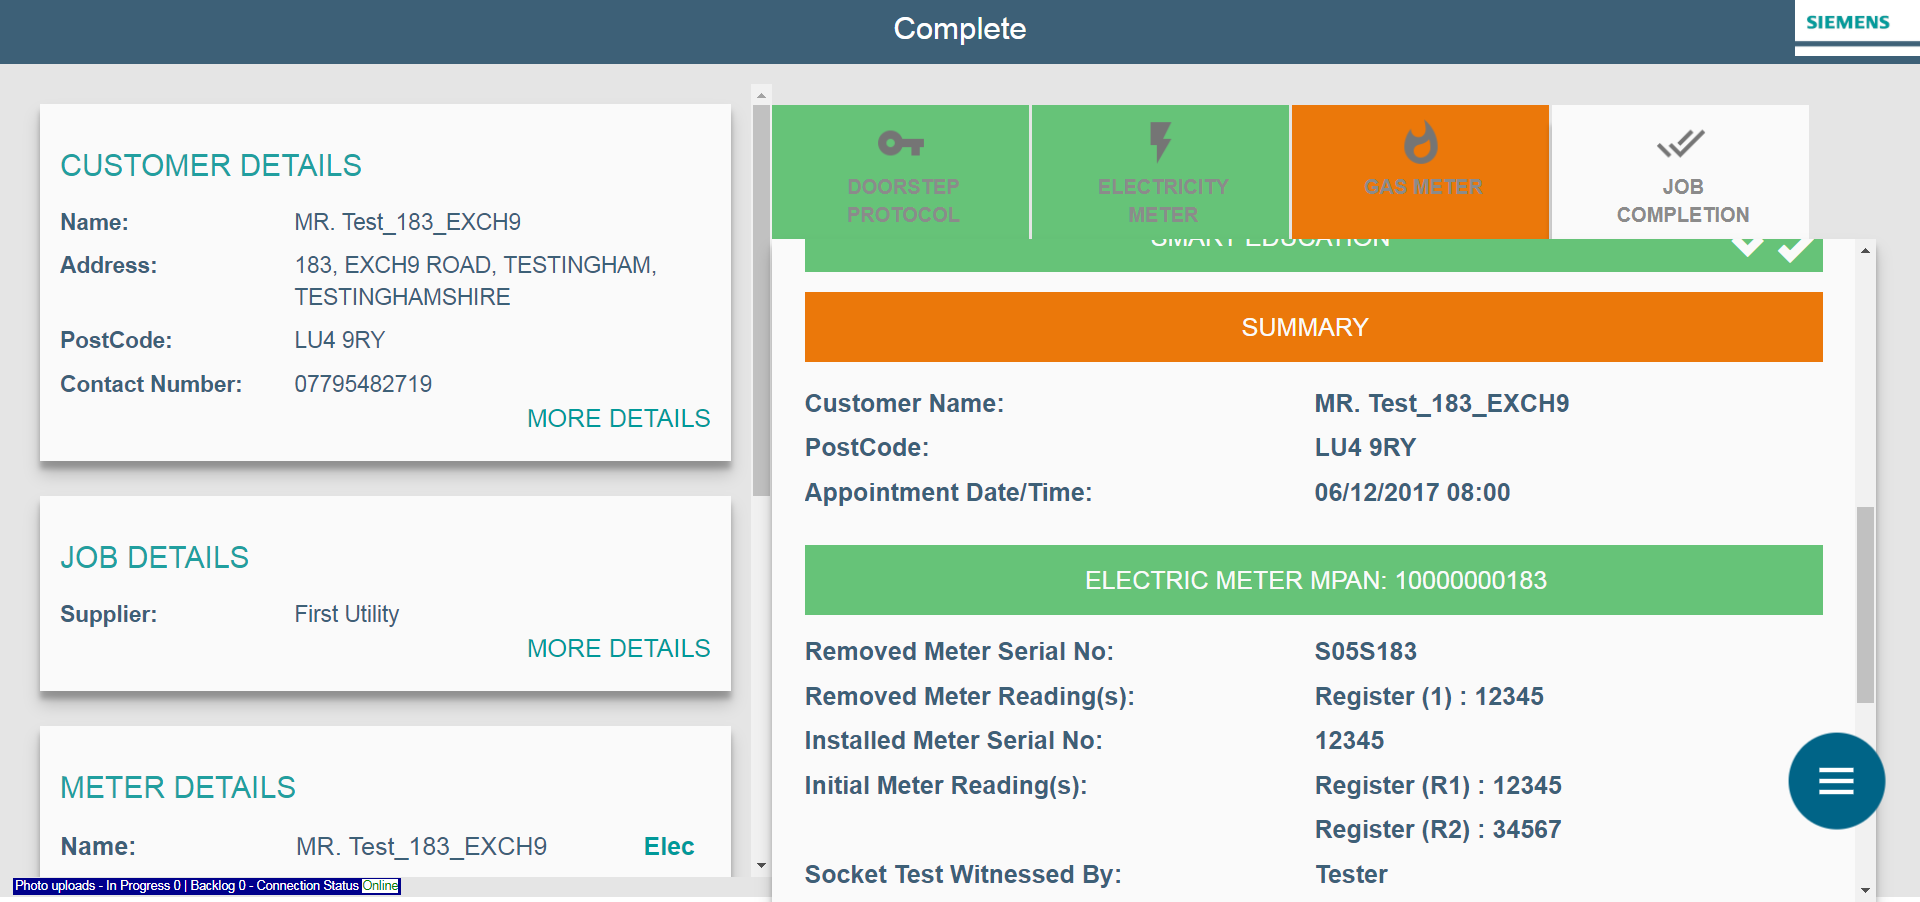 Complete
SIEMENS
CUSTOMER DETAILS
Name: MR. Test_183_EXCH9
Address: 183, EXCH9 ROAD, TESTINGHAM,
TESTINGHAMSHIRE
PostCode: LU4 9RY
Contact Number: 07795482719
MORE DETAILS
JOB DETAILS
Supplier: First Utility
MORE DETAILS
METER DETAILS
Name: MR. Test_183_EXCH9 Elec
Photo uploads - In Progress 0 | Backlog 0 - Connection Status Online
DOORSTEP
PROTOCOL
ELECTRICITY
METER
GAS METER
JOB
COMPLETION
SMART EDUCATION
SUMMARY
Customer Name: MR. Test_183_EXCH9
PostCode: LU4 9RY
Appointment Date/Time: 06/12/2017 08:00
ELECTRIC METER MPAN: 10000000183
Removed Meter Serial No: S05S183
Removed Meter Reading(s): Register (1) : 12345
Installed Meter Serial No: 12345
Initial Meter Reading(s): Register (R1) : 12345
Register (R2) : 34567
Socket Test Witnessed By: Tester